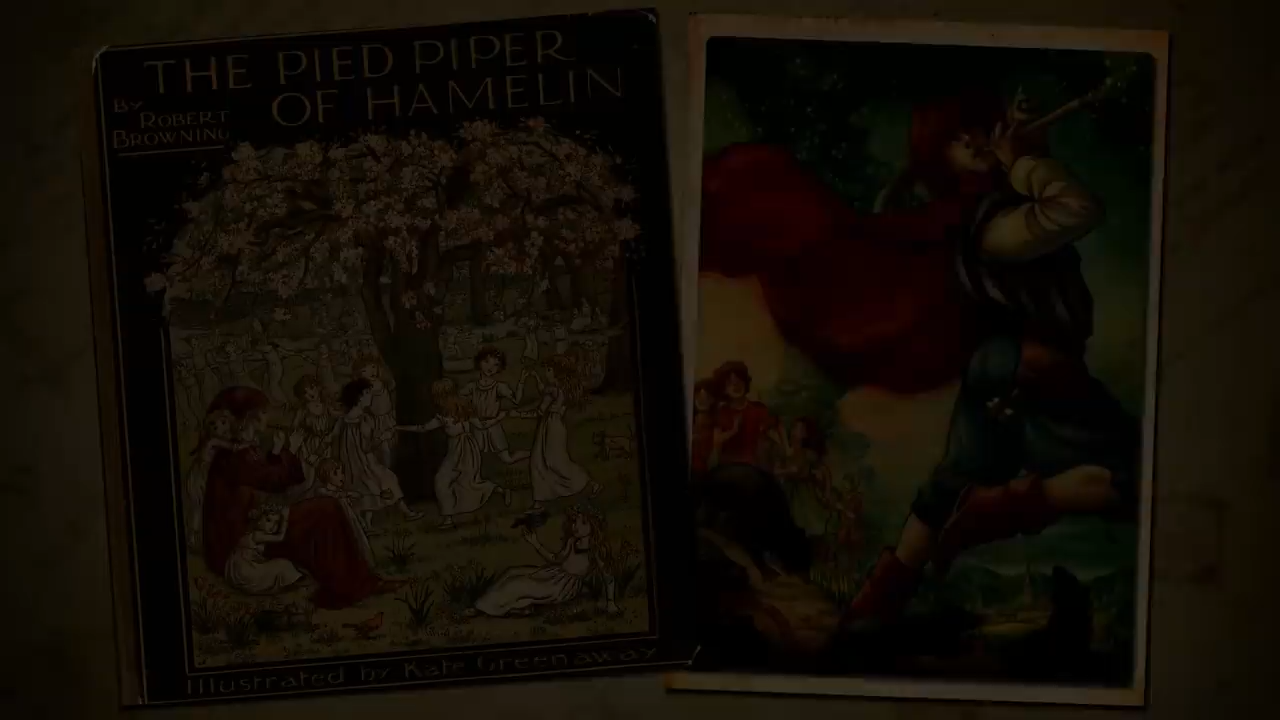 THE PIED PIPER
OF HAMELIN
By
ROBERT
BROWNING
Illustrated by Kate Greenaway